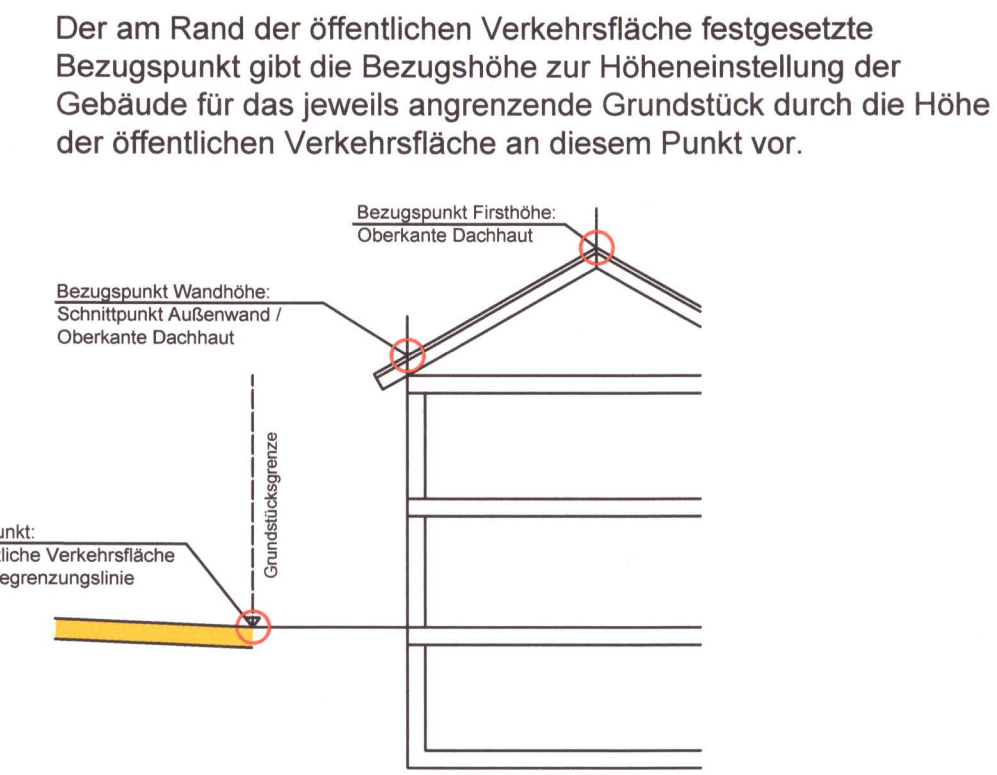 Der am Rand der öffentlichen Verkehrsfläche festgesetzte
Bezugspunkt gibt die Bezugshöhe zur Höheneinstellung der
Gebäude für das jeweils angrenzende Grundstück durch die Höhe
der öffentlichen Verkehrsfläche an diesem Punkt vor.
Bezugspunkt Firsthöhe:
Oberkante Dachhaut
Bezugspunkt Wandhöhe:
Schnittpunkt Außenwand /
Oberkante Dachhaut
Grundstücksgrenze
unkt:
liche Verkehrsfläche
egrenzungslinie